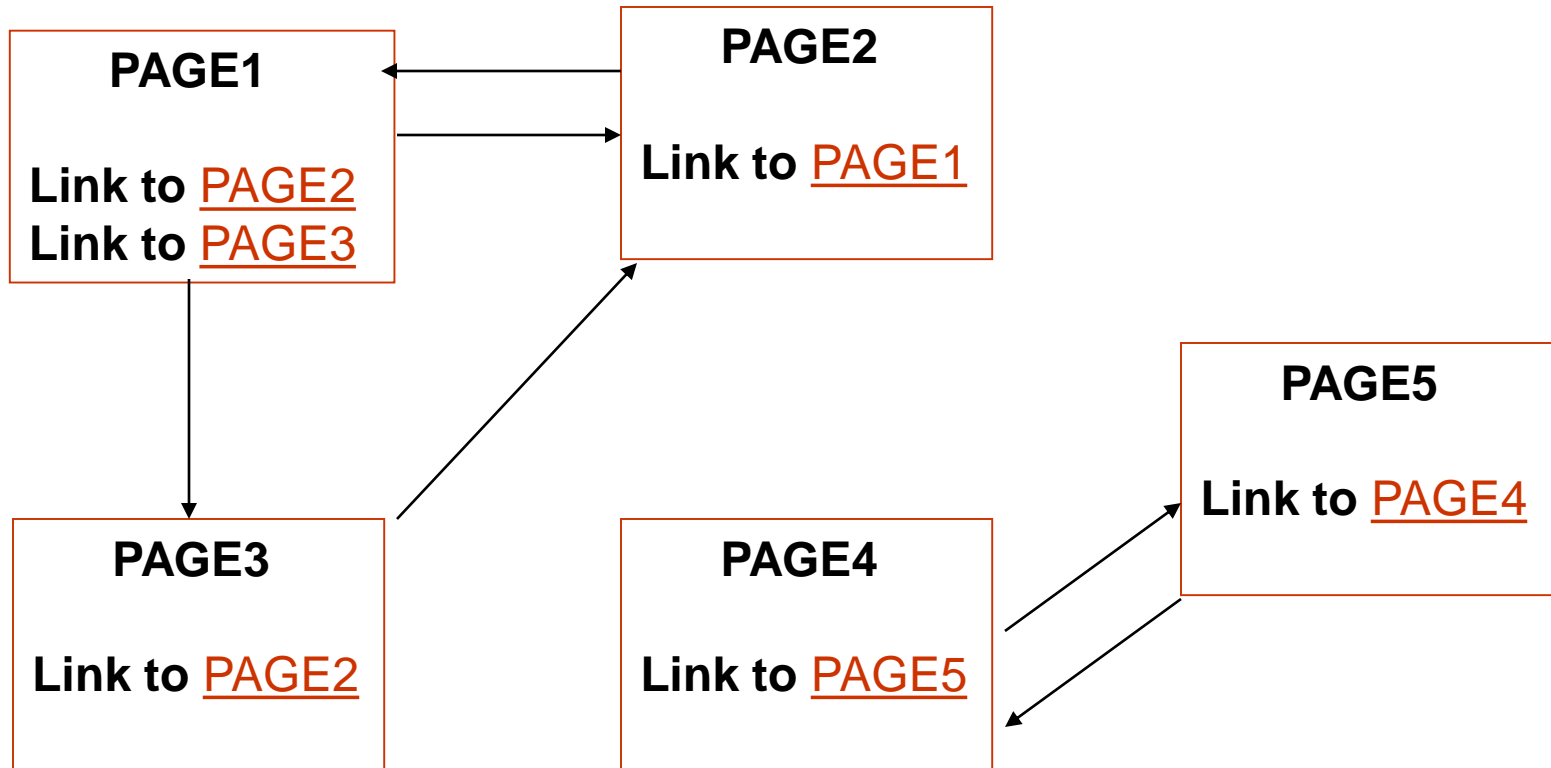 PAGE1
Link to PAGE2
Link to PAGE3
PAGE2
Link to PAGE1
PAGE5
Link to PAGE4
PAGE3
Link to PAGE2
PAGE4
Link to PAGE5